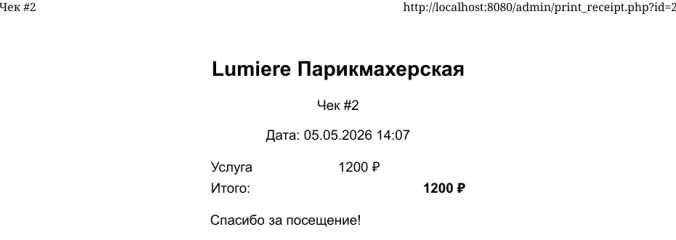 Чек #2 http://localhost:8080/admin/print_receipt.php?id=2
Lumiere Парикмахерская
Чек #2
Дата: 05.05.2026 14:07
Услуга 1200 ₽
Итого: 1200 ₽
Спасибо за посещение!